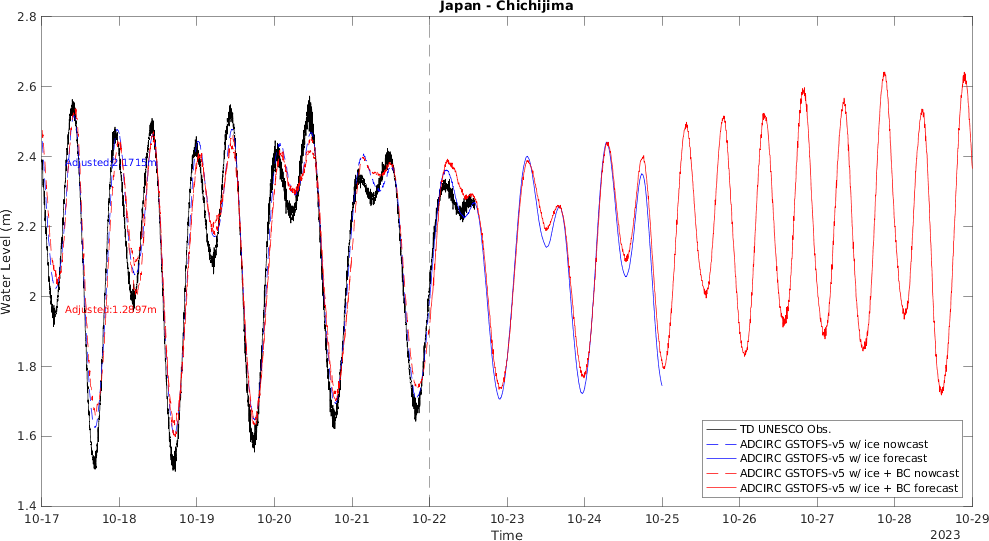 Japan - Chichijima
Water Level (m)
2.8
2.6
2.4
2.2
2
1.8
1.6
1.4
Adjusted:2.1715m
Adjusted:1.2897m
TD UNESCO Obs.
ADCIRC GSTOFS-v5 w/ ice nowcast
ADCIRC GSTOFS-v5 w/ ice forecast
ADCIRC GSTOFS-v5 w/ ice + BC nowcast
ADCIRC GSTOFS-v5 w/ ice + BC forecast
10-17 10-18 10-19 10-20 10-21 10-22 10-23 10-24 10-25 10-26 10-27 10-28 10-29
Time
2023